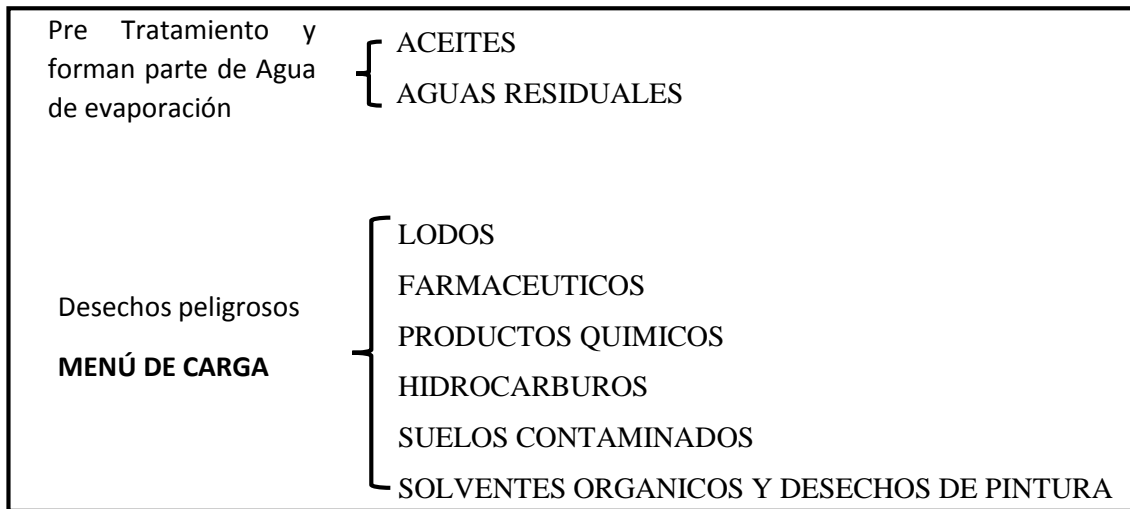 Pre Tratamiento y
forman parte de Agua
de evaporación
ACEITES
AGUAS RESIDUALES
Desechos peligrosos
MENÚ DE CARGA
LODOS
FARMACEUTICOS
PRODUCTOS QUIMICOS
HIDROCARBUROS
SUELOS CONTAMINADOS
SOLVENTES ORGANICOS Y DESECHOS DE PINTURA